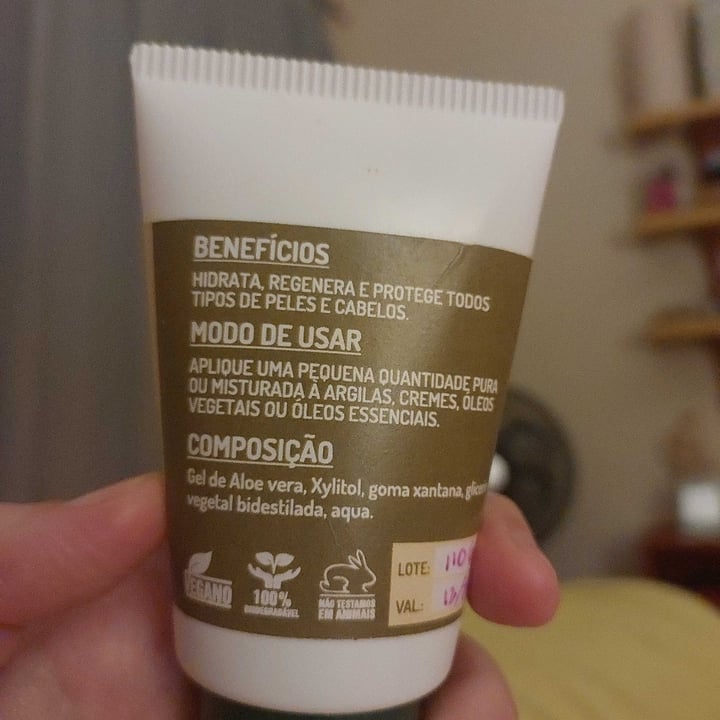 BENEFÍCIOS
HIDRATA, REGENERA E PROTEGE TODOS
TIPOS DE PELES E CABELOS.
MODO DE USAR
APLIQUE UMA PEQUENA QUANTIDADE PURA
OU MISTURADA À ARGILAS, CREMES, ÓLEOS
VEGETAIS OU ÓLEOS ESSENCIAIS.
COMPOSIÇÃO
Gel de Aloe vera, Xylitol, goma xantana,
vegetal bidestilada, aqua.
VEGANO
100%
BIODEGRADÁVEL
NÃO TESTAMOS
EM ANIMAIS
LOTE:
VAL: